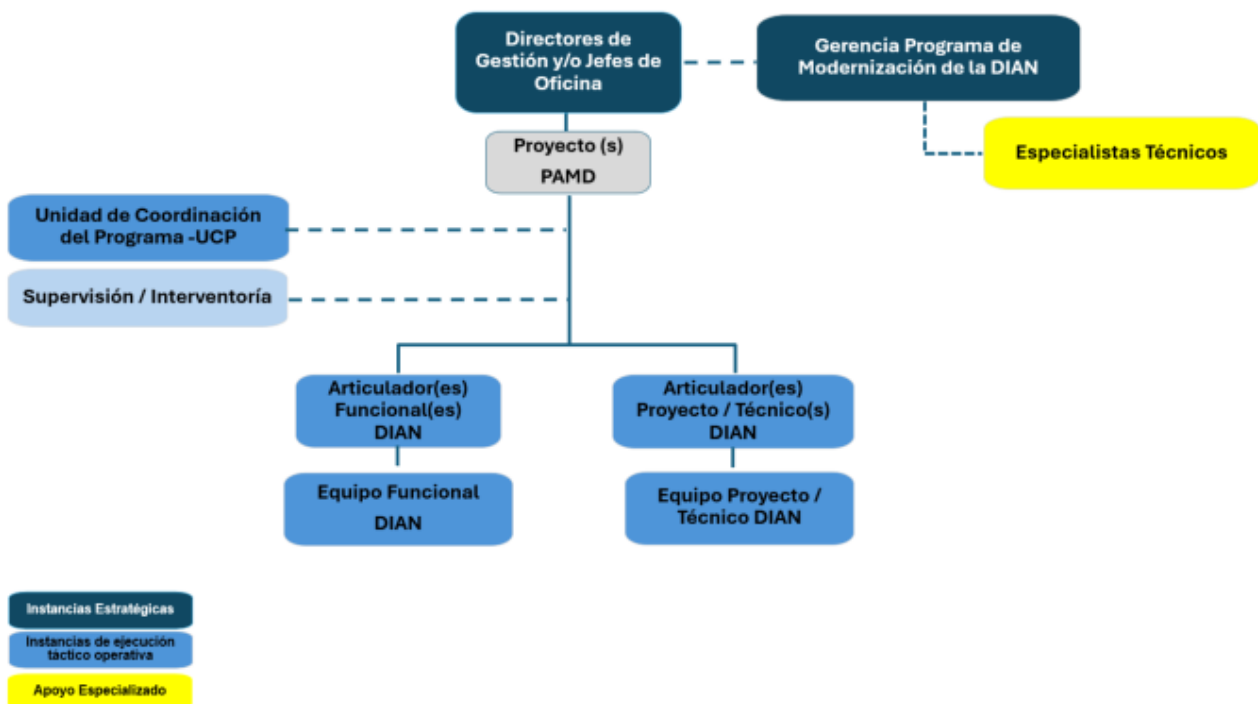 Directores de
Gestión y/o Jefes de
Oficina
Gerencia Programa de
Modernización de la DIAN
Especialistas Técnicos
Proyecto (s)
PAMD
Unidad de Coordinación
del Programa -UCP
Supervisión / Interventoría
Articulador(es)
Funcional(es)
DIAN
Articulador(es)
Proyecto / Técnico(s)
DIAN
Equipo Funcional
DIAN
Equipo Proyecto /
Técnico DIAN
Instancias Estratégicas
Instancias de ejecución
táctico operativa
Apoyo Especializado